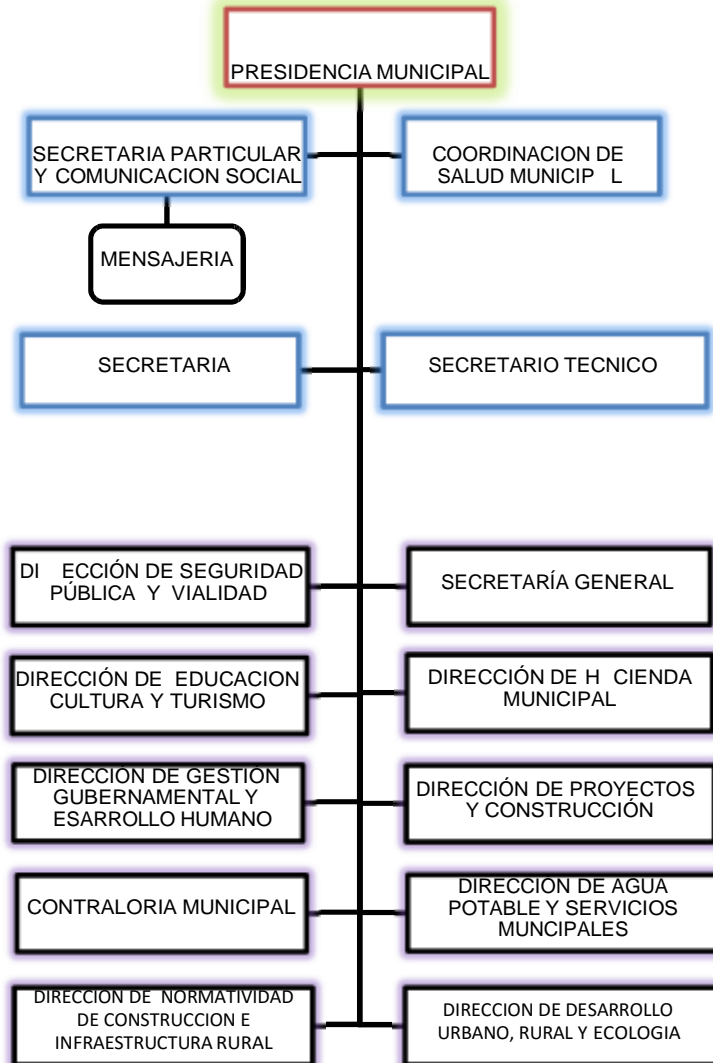 PRESIDENCIA MUNICIPAL
SECRETARIA PARTICULAR
Y COMUNICACION SOCIAL
COORDINACION DE
SALUD MUNICIP L
MENSAJERIA
SECRETARIA
SECRETARIO TECNICO
DI ECCIÓN DE SEGURIDAD
PÚBLICA Y VIALIDAD
SECRETARÍA GENERAL
DIRECCIÓN DE EDUCACION
CULTURA Y TURISMO
DIRECCIÓN DE H CIENDA
MUNICIPAL
DIRECCIÓN DE GESTIÓN
GUBERNAMENTAL Y
ESARROLLO HUMANO
DIRECCIÓN DE PROYECTOS
Y CONSTRUCCIÓN
CONTRALORIA MUNICIPAL
DIRECCION DE AGUA
POTABLE Y SERVICIOS
MUNCIPALES
DIRECCION DE NORMATIVIDAD
DE CONSTRUCCION E
INFRAESTRUCTURA RURAL
DIRECCION DE DESARROLLO
URBANO, RURAL Y ECOLOGIA